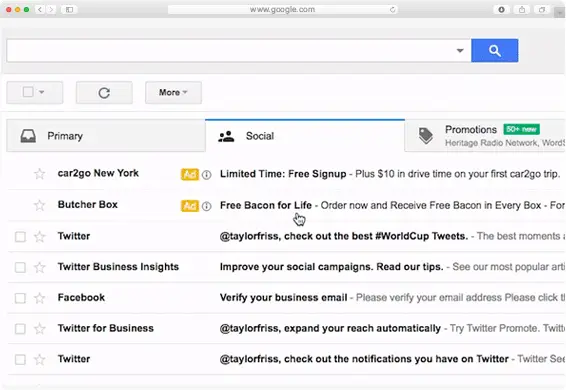 www.google.com
More
Primary
Social
Promotions 50+ new
Heritage Radio Network, WordS
car2go New York Ad Limited Time: Free Signup - Plus $10 in drive time on your first car2go trip.
Butcher Box Ad Free Bacon for Life - Order now and Receive Free Bacon in Every Box - For
Twitter @taylorfriss, check out the best #WorldCup Tweets. - The best moments a
Twitter Business Insights Improve your social campaigns. Read our tips. - See our most popular arti
Facebook Verify your business email - Please verify your email address Please click th
Twitter for Business @taylorfriss, expand your reach automatically - Try Twitter Promote. Twitte
Twitter @taylorfriss, check out the notifications you have on Twitter - Twitter See